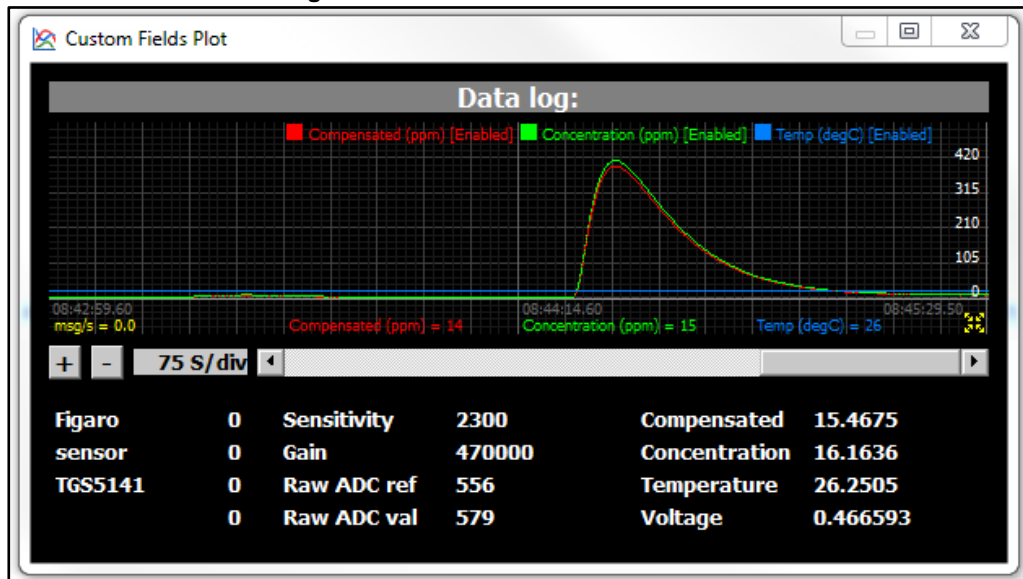 Custom Fields Plot
Data log:
Compensated (ppm) [Enabled] Concentration (ppm) [Enabled] Temp (degC) [Enabled]
420
315
210
105
0
08:42:59.60 08:44:14.60 08:45:29.50
msg/s = 0.0 Compensated (ppm) = 14 Concentration (ppm) = 15 Temp (degC) = 26
+ - 75 S/div
Figaro 0 Sensitivity 2300 Compensated 15.4675
sensor 0 Gain 470000 Concentration 16.1636
TGS5141 0 Raw ADC ref 556 Temperature 26.2505
0 Raw ADC val 579 Voltage 0.466593